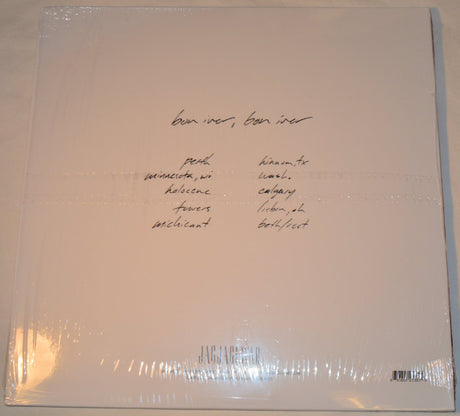 bon iver, bon iver
perth
minnesota, wi
holocene
towers
michicant
hinnom, tx
wash.
calgary
lisbon, oh
beth/rest
JAGJAGUWAR